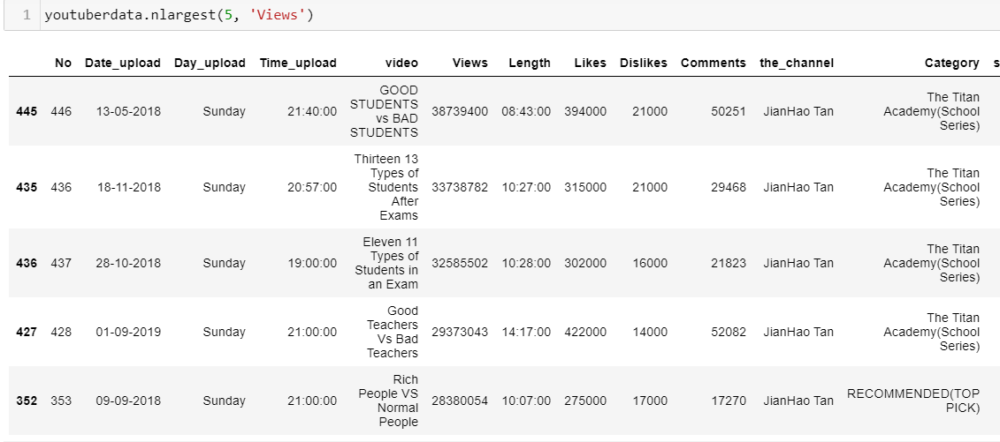 1 youtuberdata.nlargest(5, 'Views')
No Date_upload Day_upload Time_upload video Views Length Likes Dislikes Comments the_channel Category s
GOOD
STUDENTS
vs BAD
STUDENTS
The Titan
Academy(School
Series)
445 446 13-05-2018 Sunday 21:40:00 38739400 08:43:00 394000 21000 50251 JianHao Tan
Thirteen 13
Types of
Students
After
Exams
The Titan
Academy(School
Series)
435 436 18-11-2018 Sunday 20:57:00 33738782 10:27:00 315000 21000 29468 JianHao Tan
Eleven 11
Types of
Students in
an Exam
The Titan
Academy(School
Series)
436 437 28-10-2018 Sunday 19:00:00 32585502 10:28:00 302000 16000 21823 JianHao Tan
Good
Teachers
Vs Bad
Teachers
The Titan
Academy(School
Series)
427 428 01-09-2019 Sunday 21:00:00 29373043 14:17:00 422000 14000 52082 JianHao Tan
Rich
People VS
Normal
People
RECOMMENDED(TOP
PICK)
352 353 09-09-2018 Sunday 21:00:00 28380054 10:07:00 275000 17000 17270 JianHao Tan